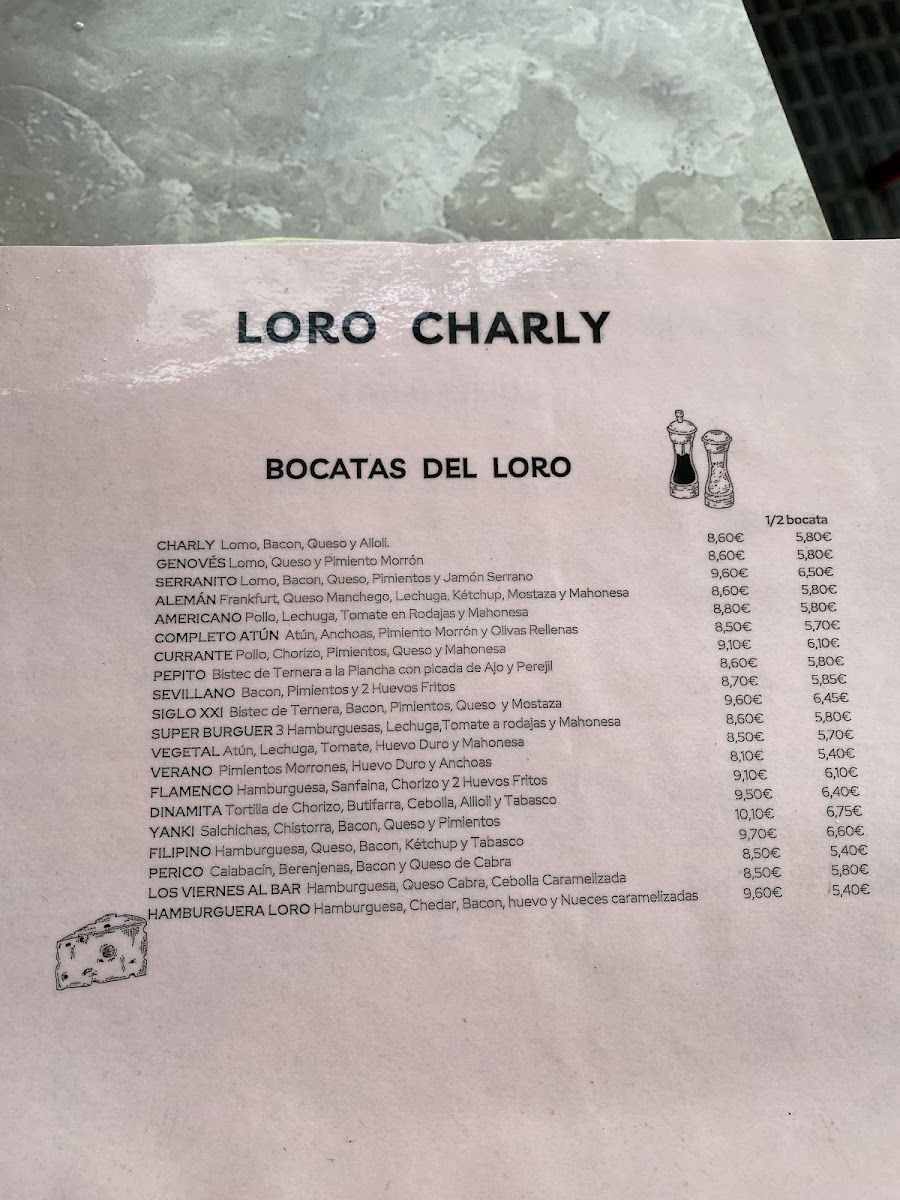 LORO CHARLY
BOCATAS DEL LORO
1/2 bocata
CHARLY Lomo, Bacon, Queso y Alloli. 8,60€ 5,80€
GENOVÉS Lomo, Queso y Pimiento Morrón 8,60€ 5,80€
SERRANITO Lomo, Bacon, Queso, Pimientos y Jamón Serrano 9,60€ 6,50€
ALEMÁN Frankfurt, Queso Manchego, Lechuga, Kétchup, Mostaza y Mahonesa 8,60€ 5,80€
AMERICANO Pollo, Lechuga, Tomate en Rodajas y Mahonesa 8,80€ 5,80€
COMPLETO ATÚN Atún, Anchoas, Pimiento Morrón y Olivas Rellenas 8,50€ 5,70€
CURRANTE Pollo, Chorizo, Pimientos, Queso y Mahonesa 9,10€ 6,10€
PEPITO Bistec de Ternera a la Plancha con picada de Ajo y Perejil 8,60€ 5,80€
SEVILLANO Bacon, Pimientos y 2 Huevos Fritos 8,70€ 5,85€
SIGLO XXI Bistec de Ternera, Bacon, Pimientos, Queso y Mostaza 9,60€ 6,45€
SUPER BURGUER 3 Hamburguesas, Lechuga,Tomate a rodajas y Mahonesa 8,60€ 5,80€
VEGETAL Atún, Lechuga, Tomate, Huevo Duro y Mahonesa 8,50€ 5,70€
VERANO Pimientos Morrones, Huevo Duro y Anchoas 8,10€ 5,40€
FLAMENCO Hamburguesa, Sanfaina, Chorizo y 2 Huevos Fritos 9,10€ 6,10€
DINAMITA Tortilla de Chorizo, Butifarra, Cebolla, Allioli y Tabasco 9,50€ 6,40€
YANKI Salchichas, Chistorra, Bacon, Queso y Pimientos 10,10€ 6,75€
FILIPINO Hamburguesa, Queso, Bacon, Kétchup y Tabasco 9,70€ 6,60€
PERICO Calabacín, Berenjenas, Bacon y Queso de Cabra 8,50€ 5,40€
LOS VIERNES AL BAR Hamburguesa, Queso Cabra, Cebolla Caramelizada 8,50€ 5,80€
HAMBURGUERA LORO Hamburguesa, Chedar, Bacon, huevo y Nueces caramelizadas 9,60€ 5,40€